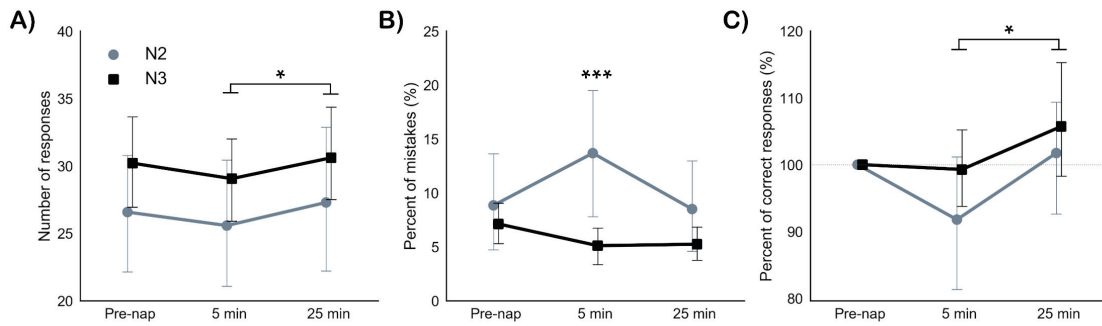 A)
Number of responses
40
35
30
25
20
N2
N3
*
Pre-nap 5 min 25 min
B)
Percent of mistakes (%)
25
20
15
10
5
0
***
Pre-nap 5 min 25 min
C)
Percent of correct responses (%)
120
110
100
90
80
*
Pre-nap 5 min 25 min